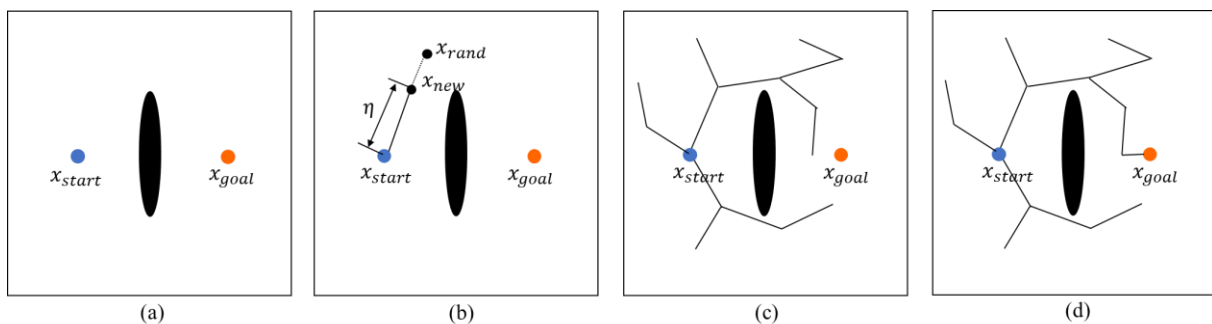 x_start
x_goal
(a)
x_rand
x_new
η
x_start
x_goal
(b)
x_start
x_goal
(c)
x_start
x_goal
(d)